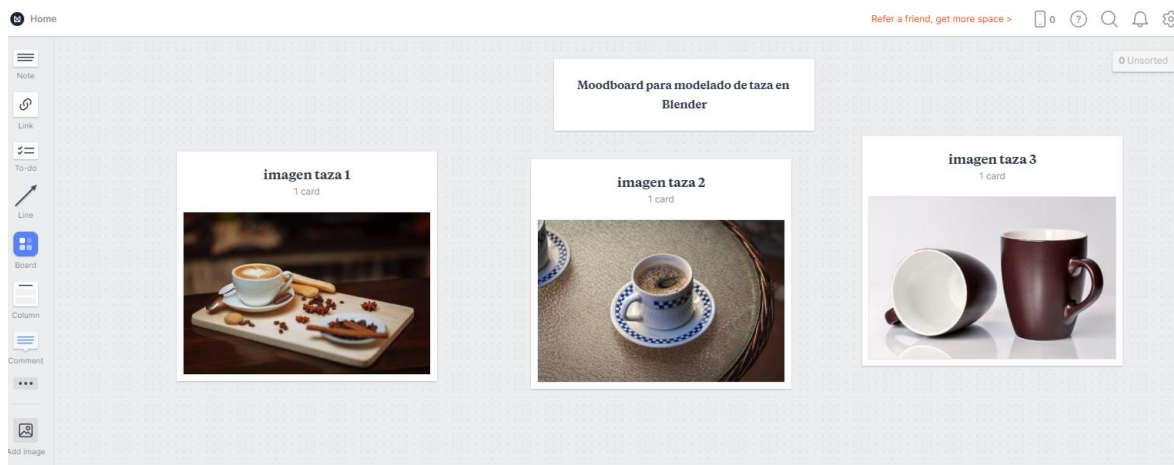 Home
Refer a friend, get more space >
0
?
Note
Link
To-do
Line
Board
Column
Comment
Add image
0 Unsorted
Moodboard para modelado de taza en
Blender
imagen taza 1
1 card
imagen taza 2
1 card
imagen taza 3
1 card